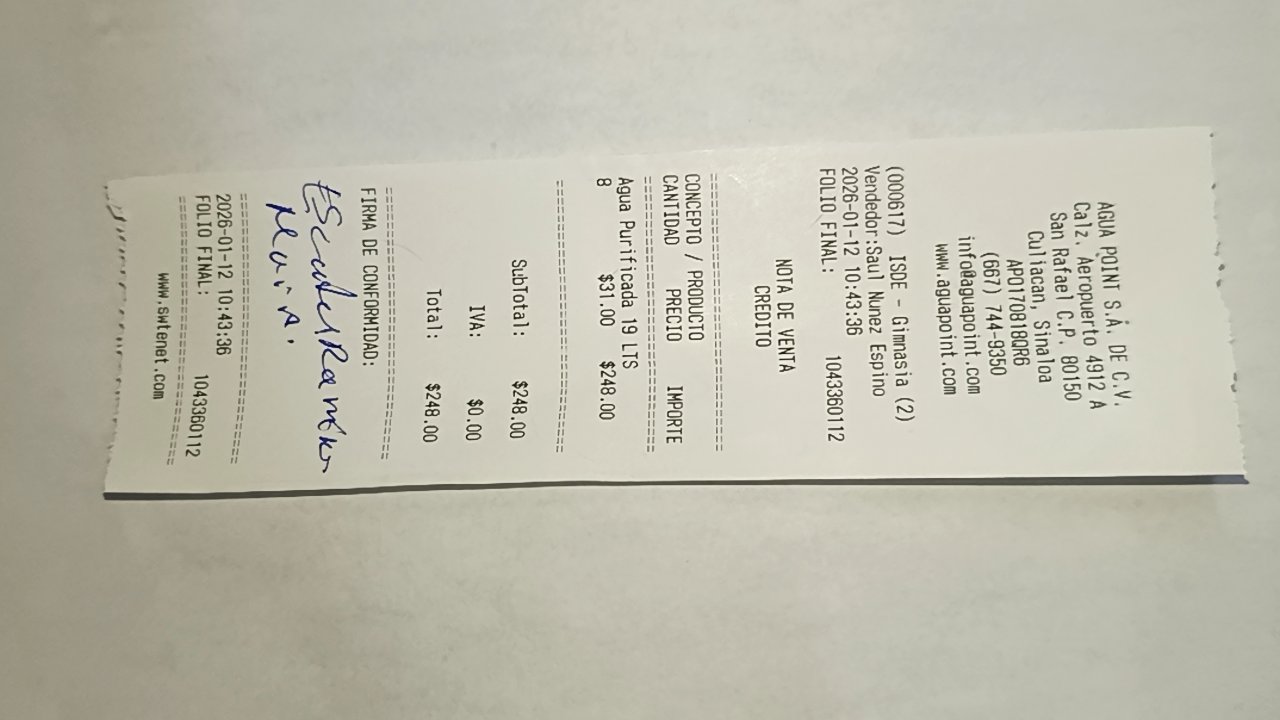 AGUA POINT S.A. DE C.V.
Calz. Aeropuerto 4912 A
San Rafael C.P. 80150
Culiacan, Sinaloa
APO170818QR6
(667) 744-9350
info@aguapoint.com
www.aguapoint.com
(000617) ISDE - Gimnasia (2)
Vendedor:Saul Nunez Espino
2026-01-12 10:43:36
FOLIO FINAL: 1043360112
NOTA DE VENTA
CREDITO
==============================
CONCEPTO / PRODUCTO
CANTIDAD PRECIO IMPORTE
==============================
Agua Purificada 19 LTS
8 $31.00 $248.00
==============================
SubTotal: $248.00
IVA: $0.00
Total: $248.00
==============================
FIRMA DE CONFORMIDAD:
==============================
2026-01-12 10:43:36
FOLIO FINAL: 1043360112
==============================
www.swtenet.com